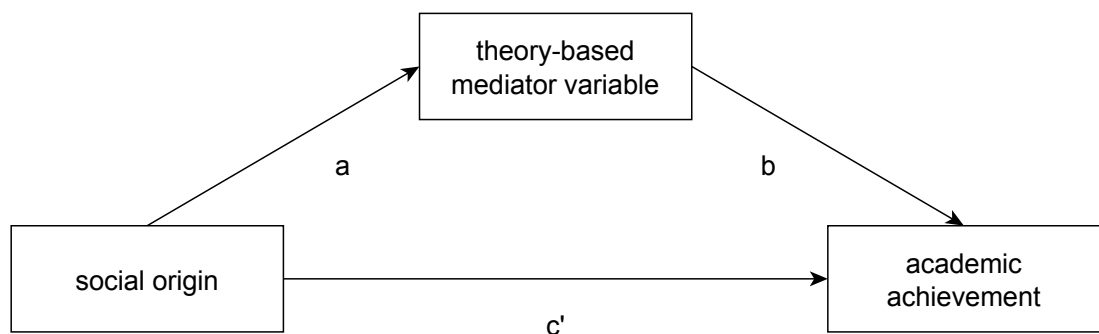 theory-based
mediator variable
a
b
social origin
academic
achievement
c'